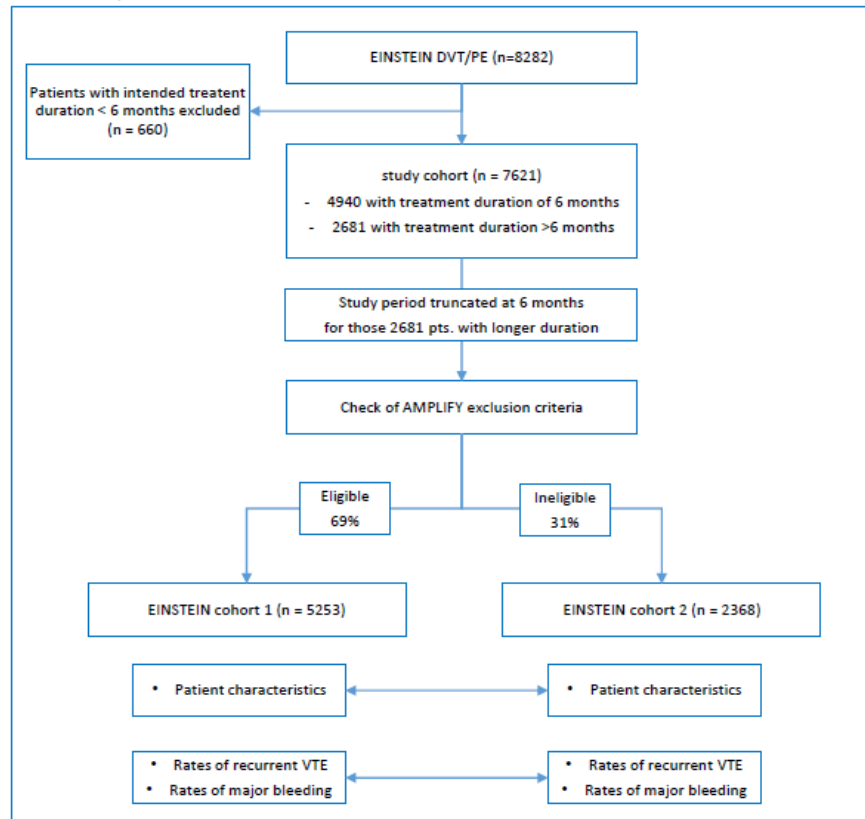 EINSTEIN DVT/PE (n=8282)
Patients with intended treatent
duration < 6 months excluded
(n = 660)
study cohort (n = 7621)
- 4940 with treatment duration of 6 months
- 2681 with treatment duration >6 months
Study period truncated at 6 months
for those 2681 pts. with longer duration
Check of AMPLIFY exclusion criteria
Eligible
69%
Ineligible
31%
EINSTEIN cohort 1 (n = 5253)
EINSTEIN cohort 2 (n = 2368)
• Patient characteristics
• Patient characteristics
• Rates of recurrent VTE
• Rates of major bleeding
• Rates of recurrent VTE
• Rates of major bleeding